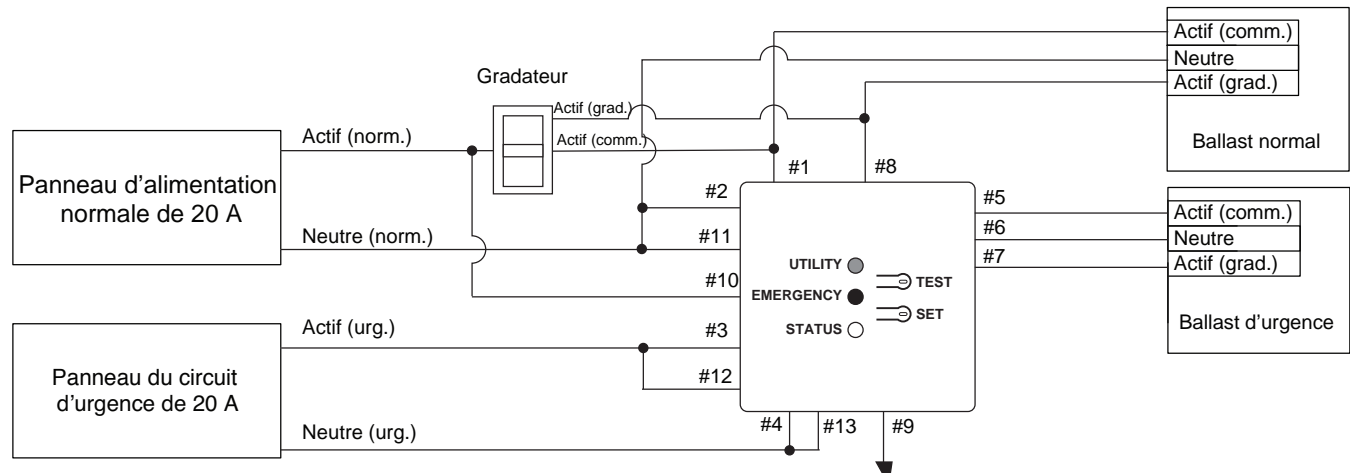 Actif (comm.)
Neutre
Actif (grad.)
Ballast normal
Gradateur
Actif (grad.)
Actif (comm.)
Actif (norm.)
Panneau d'alimentation
normale de 20 A
Neutre (norm.)
#1
#8
#2
#11
#10
#5
#6
#7
Actif (comm.)
Neutre
Actif (grad.)
Ballast d'urgence
UTILITY
EMERGENCY
STATUS
TEST
SET
Actif (urg.)
#3
#12
Panneau du circuit
d'urgence de 20 A
Neutre (urg.)
#4
#13
#9